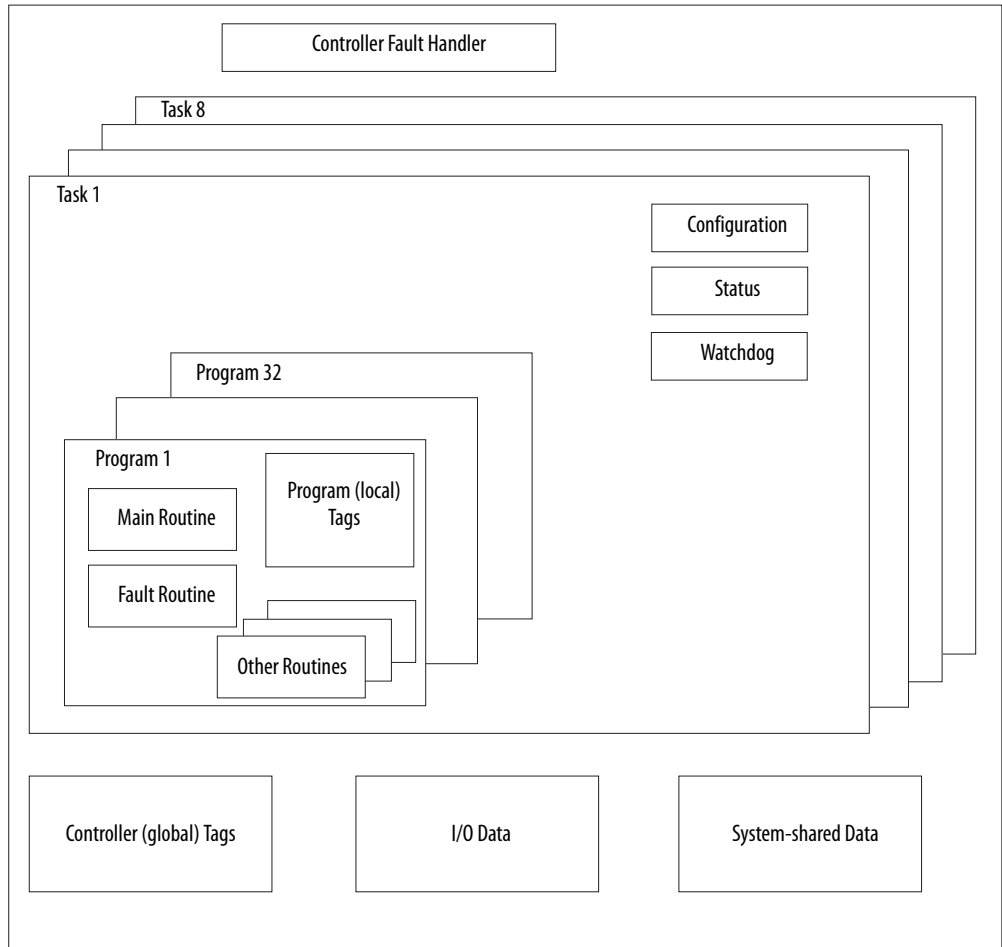 Controller Fault Handler
Task 8
Task 1
Configuration
Status
Watchdog
Program 32
Program 1
Program (local)
Tags
Main Routine
Fault Routine
Other Routines
Controller (global) Tags
I/O Data
System-shared Data